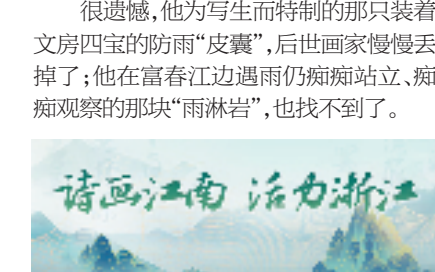 很遗憾，他为写生而特制的那只装着
文房四宝的防雨“皮囊”，后世画家慢慢丢
掉了；他在富春江边遇雨仍痴痴站立、痴
痴观察的那块“雨淋岩”，也找不到了。
诗画江南 活力浙江